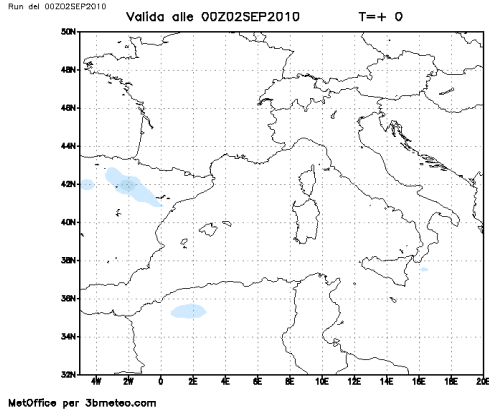 Run del 00Z02SEP2010
Valida alle 00Z02SEP2010 T=+ 0
50N
48N
46N
44N
42N
40N
38N
36N
34N
32N
4W 2W 0 2E 4E 6E 8E 10E 12E 14E 16E 18E 20E
MetOffice per 3bmeteo.com